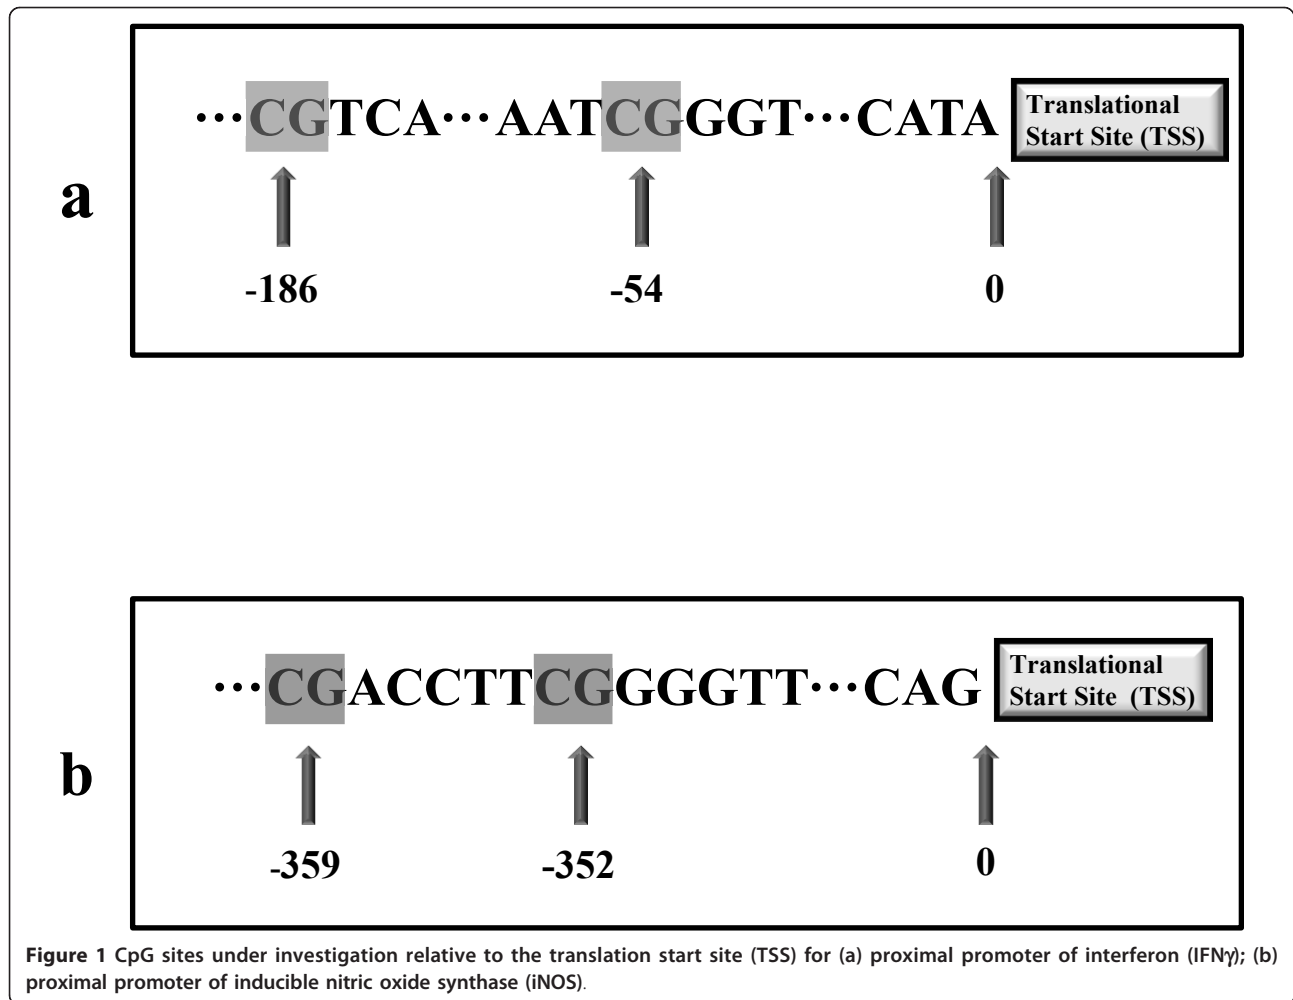 a
···CGTCA···AATCGGGT···CATA
Translational
Start Site (TSS)
-186 -54 0
b
···CGACCTTCGGGGTT···CAG
Translational
Start Site (TSS)
-359 -352 0
Figure 1 CpG sites under investigation relative to the translation start site (TSS) for (a) proximal promoter of interferon (IFNγ); (b)
proximal promoter of inducible nitric oxide synthase (iNOS).